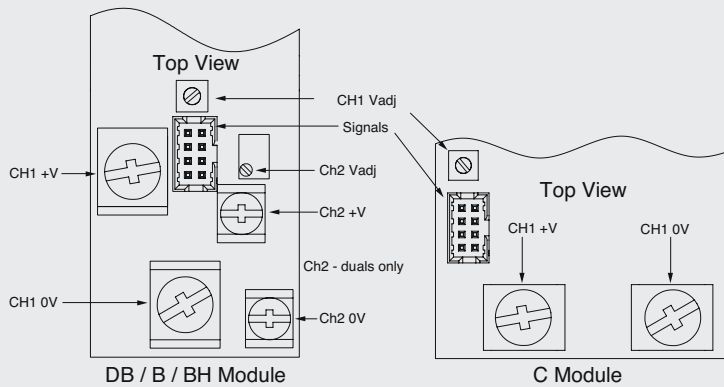 Top View
CH1 Vadj
Signals
CH1 +V
Ch2 Vadj
Ch2 +V
Ch2 - duals only
CH1 0V
Ch2 0V
DB / B / BH Module
Top View
CH1 +V
CH1 0V
C Module